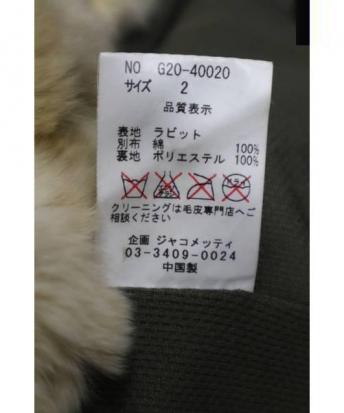 NO G20-40020
サイズ 2
品質表示
表地 ラビット
別布 綿 100%
裏地 ポリエステル 100%
クリーニングは毛皮専門店へご
相談ください
企画 ジャコメッティ
03-3409-0024
中国製